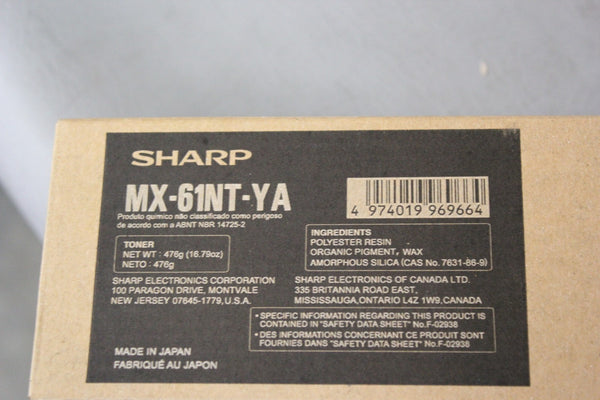 SHARP
MX-61NT-YA
Produto químico não classificado como perigoso
de acordo com a ABNT NBR 14725-2
4 974019 969664
TONER
NET WT : 476g (16.79oz)
NETO : 476g
INGREDIENTS
POLYESTER RESIN
ORGANIC PIGMENT, WAX
AMORPHOUS SILICA (CAS No. 7631-86-9)
SHARP ELECTRONICS CORPORATION
100 PARAGON DRIVE, MONTVALE
NEW JERSEY 07645-1779,U.S.A.
SHARP ELECTRONICS OF CANADA LTD.
335 BRITANNIA ROAD EAST,
MISSISSAUGA,ONTARIO L4Z 1W9,CANADA
• SPECIFIC INFORMATION REGARDING THIS PRODUCT IS
CONTAINED IN "SAFETY DATA SHEET" No.F-02938
• DES INFORMATIONS CONCERNANT CE PRODUIT SONT
FOURNIES DANS "SAFETY DATA SHEET" No.F-02938
MADE IN JAPAN
FABRIQUÉ AU JAPON